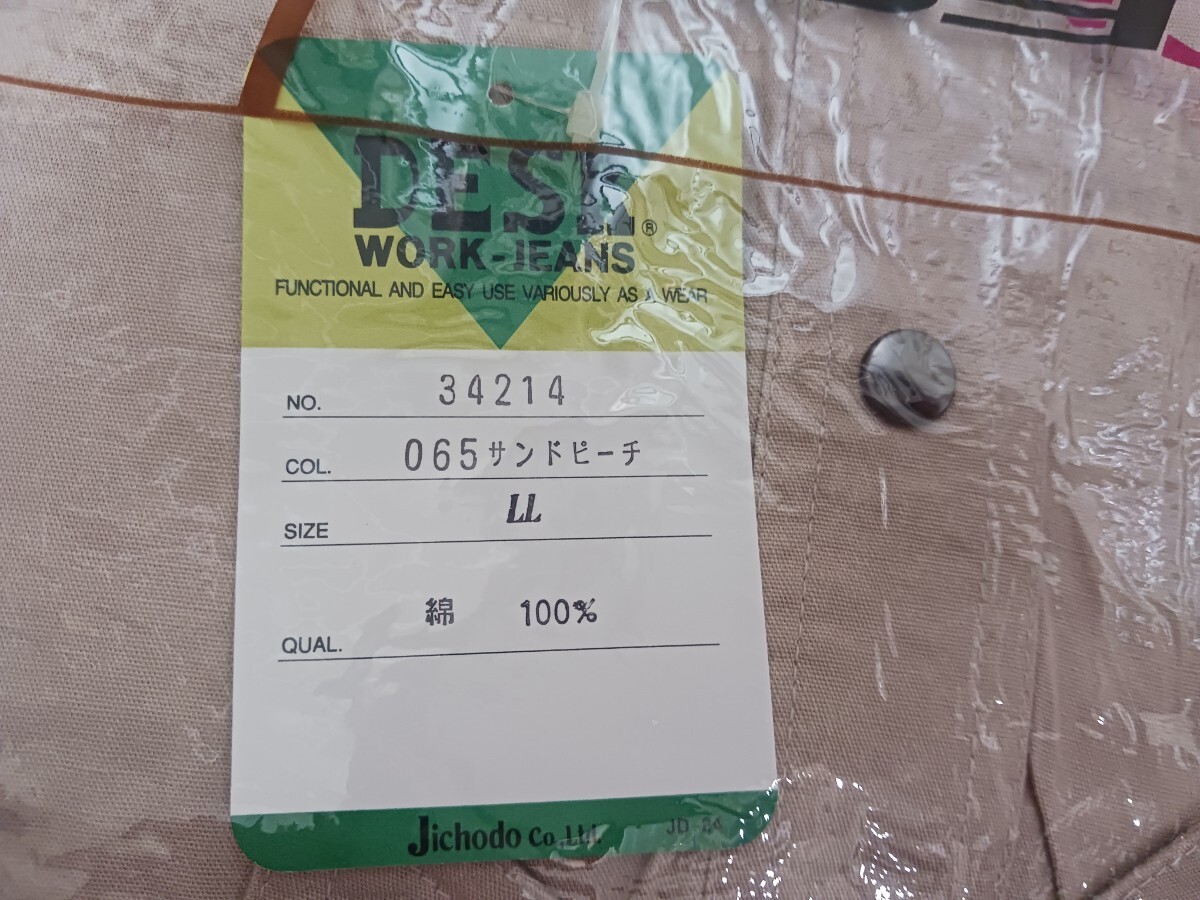 WORK-JEANS
FUNCTIONAL AND EASY USE VARIOUSLY AS A WEAR
NO. 34214
COL. 065サンドピーチ
SIZE LL
綿 100%
QUAL.
Jichodo Co.,Ltd.